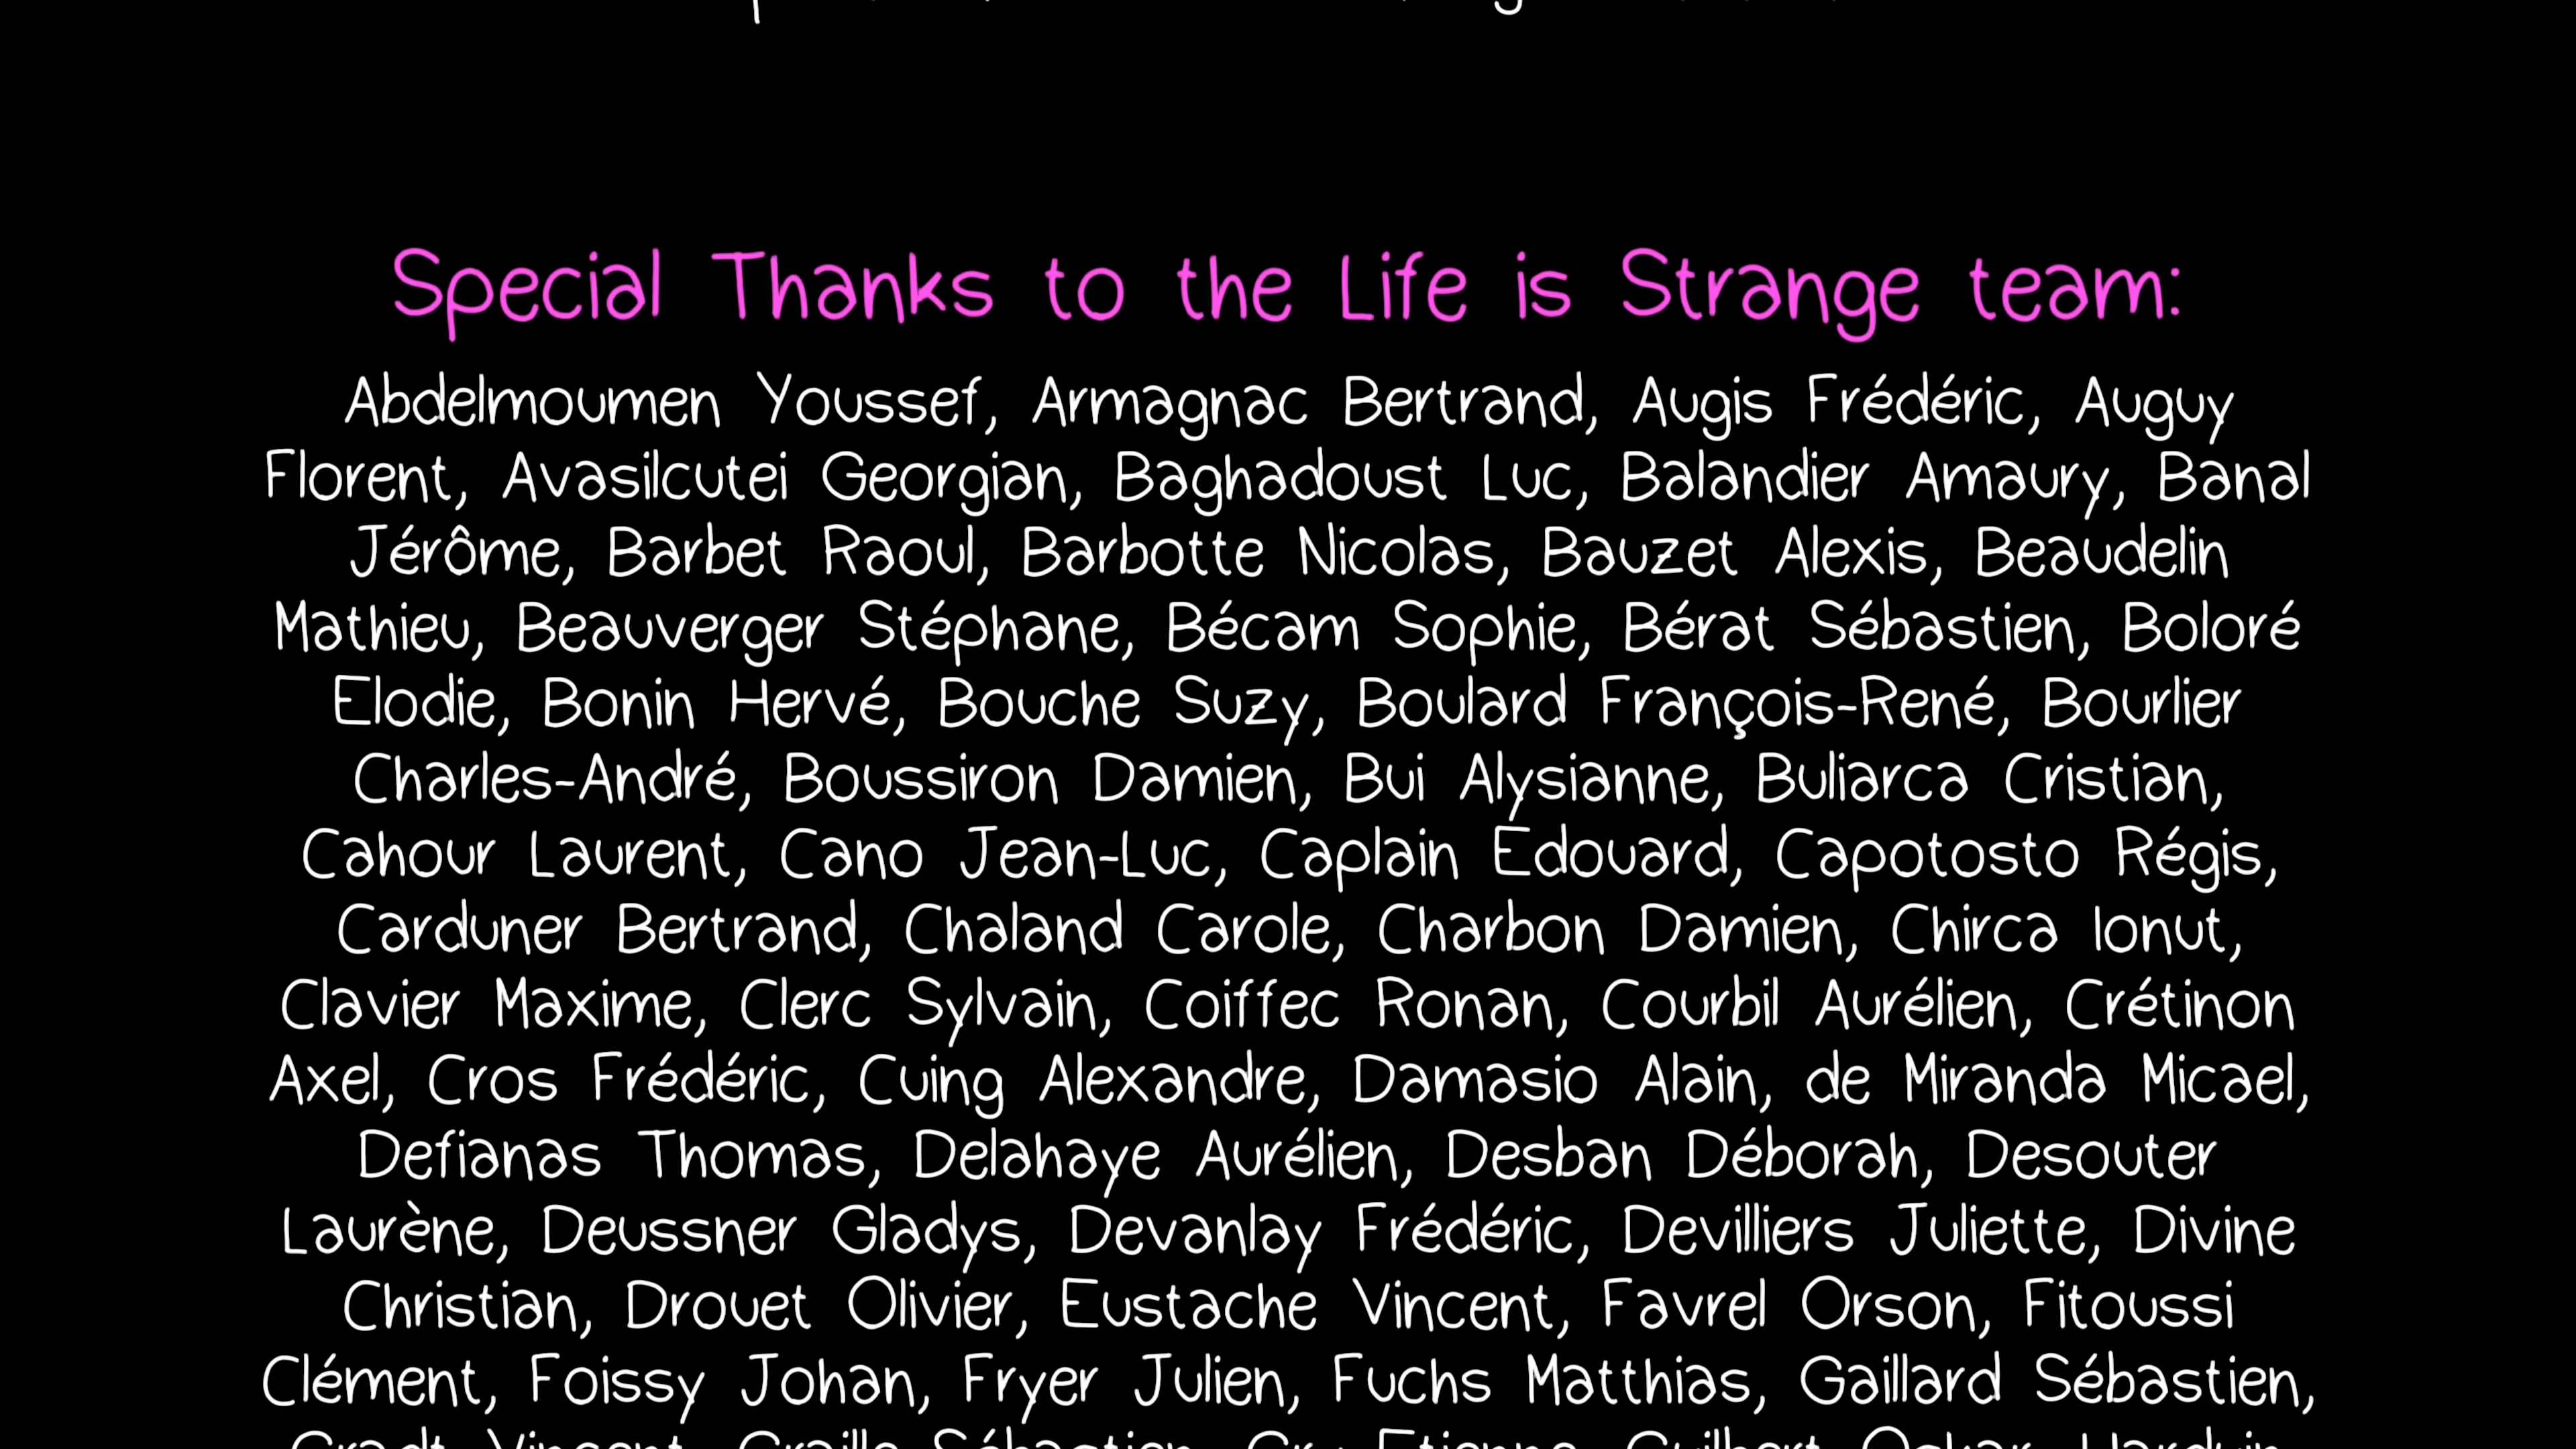 Special Thanks to the Life is Strange team:
Abdelmoumen Youssef, Armagnac Bertrand, Augis Frédéric, Auguy
Florent, Avasilcutei Georgian, Baghadoust Luc, Balandier Amaury, Banal
Jérôme, Barbet Raoul, Barbotte Nicolas, Bauzet Alexis, Beaudelin
Mathieu, Beauverger Stéphane, Bécam Sophie, Bérat Sébastien, Boloré
Elodie, Bonin Hervé, Bouche Suzy, Boulard François-René, Bourlier
Charles-André, Boussiron Damien, Bui Alysianne, Buliarca Cristian,
Cahour Laurent, Cano Jean-Luc, Caplain Édouard, Capotosto Régis,
Carduner Bertrand, Chaland Carole, Charbon Damien, Chirca Ionut,
Clavier Maxime, Clerc Sylvain, Coiffec Ronan, Courbil Aurélien, Crétinon
Axel, Cros Frédéric, Cuing Alexandre, Damasio Alain, de Miranda Micael,
Defianas Thomas, Delahaye Aurélien, Desban Déborah, Desouter
Laurène, Deussner Gladys, Devanlay Frédéric, Devilliers Juliette, Divine
Christian, Drouet Olivier, Eustache Vincent, Favrel Orson, Fitoussi
Clément, Foissy Johan, Fryer Julien, Fuchs Matthias, Gaillard Sébastien,
Vincent, Sébastien, Etienne, Guilbert Oskar,